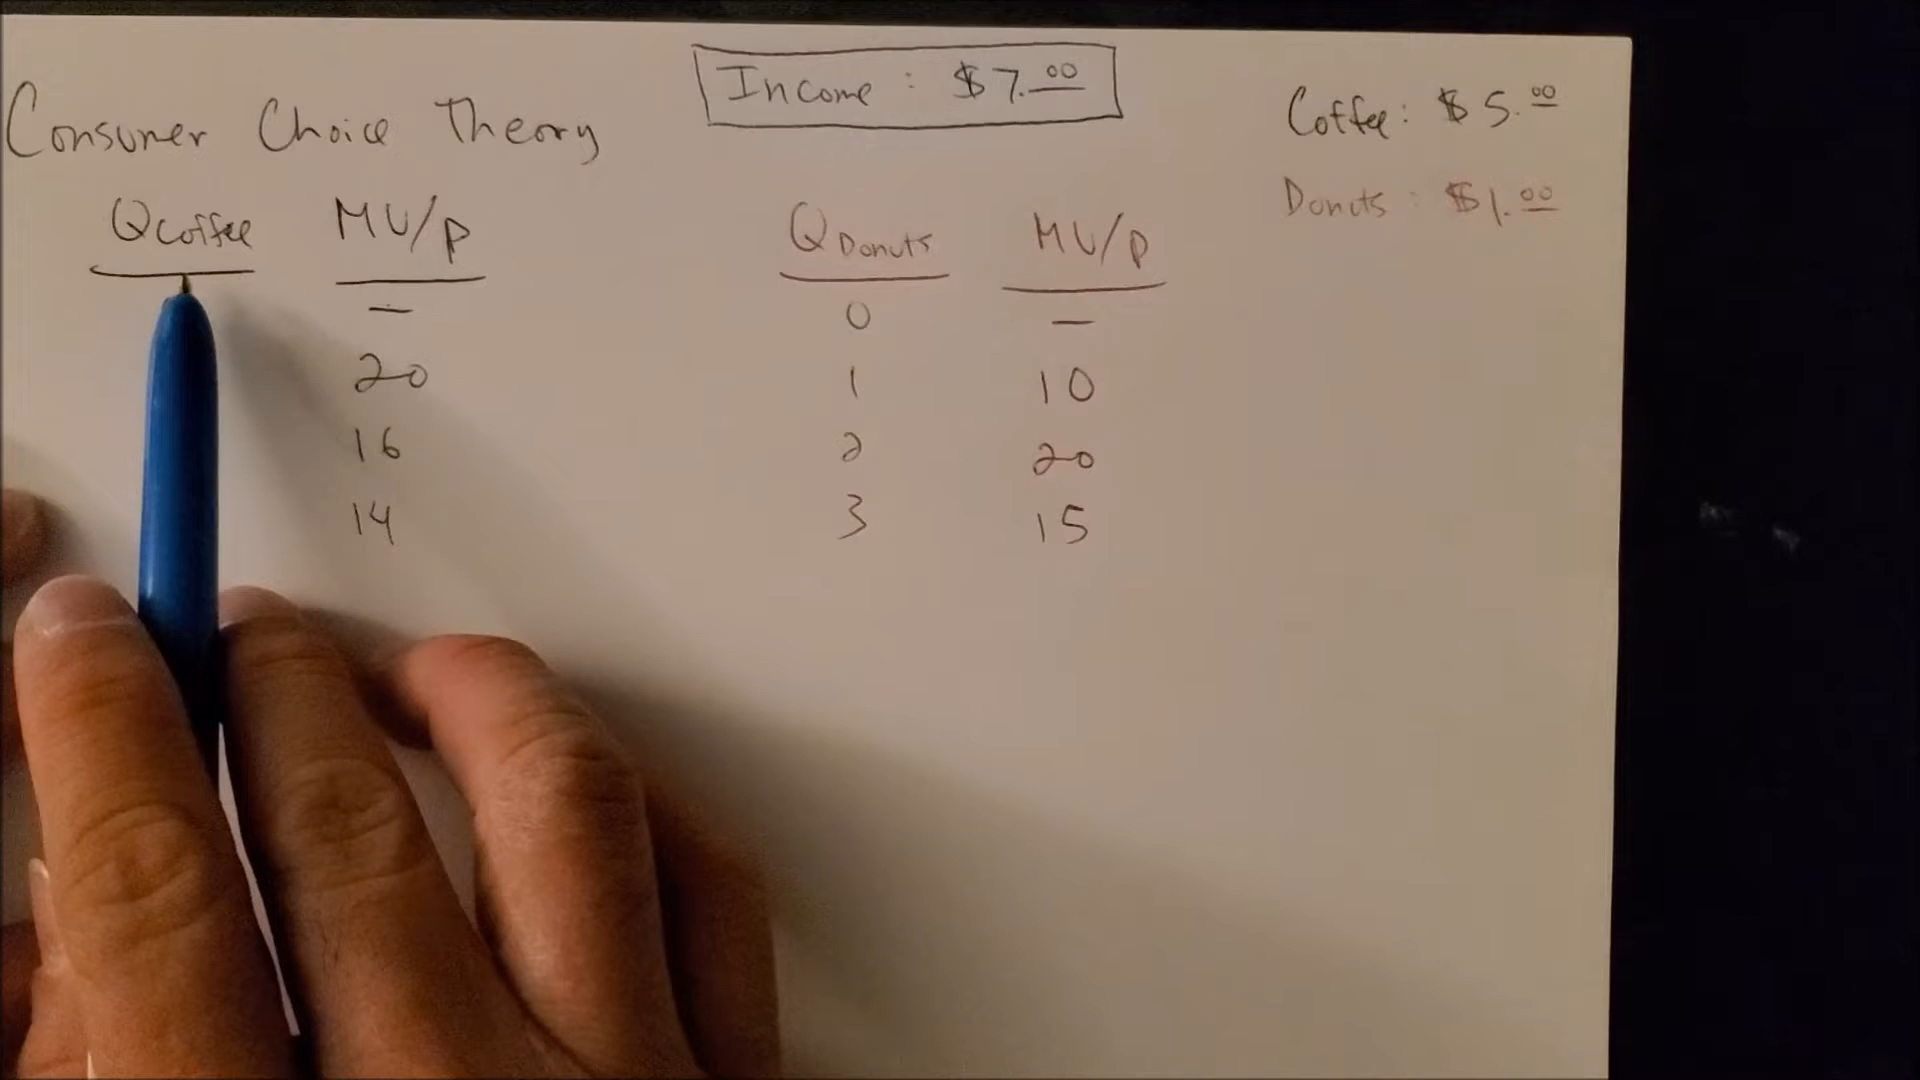 Income: $7.00
Coffee: $5.00
Consumer Choice Theory
Donuts: $1.00
QCoffee MU/P QDonuts MU/P
— 0 —
20 1 10
16 2 20
14 3 15